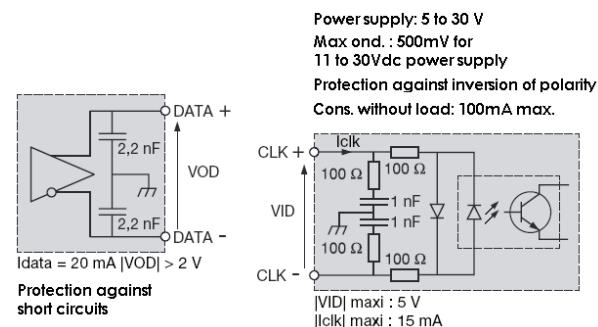 Power supply: 5 to 30 V
Max ond. : 500mV for
11 to 30Vdc power supply
Protection against inversion of polarity
Cons. without load: 100mA max.
DATA +
2,2 nF
VOD
2,2 nF
DATA -
Idata = 20 mA |VOD| > 2 V
Protection against
short circuits
CLK +
Iclk
100 Ω
100 Ω
1 nF
VID
1 nF
100 Ω
100 Ω
CLK -
|VID| maxi : 5 V
|Iclk| maxi : 15 mA